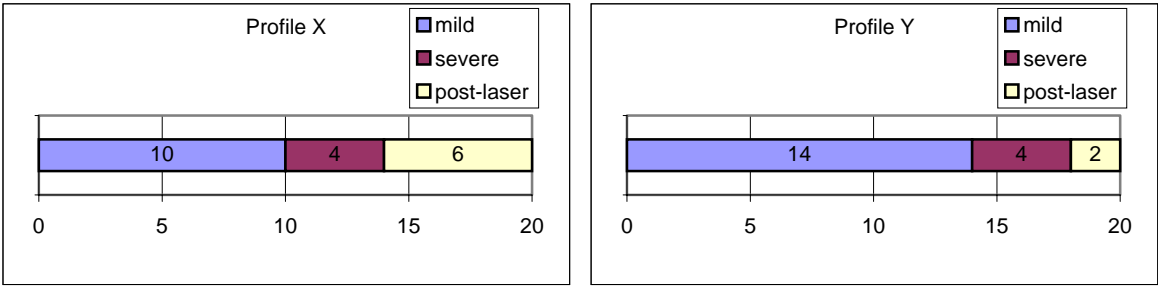 Profile X
mild
severe
post-laser
10 4 6
0 5 10 15 20
Profile Y
mild
severe
post-laser
14 4 2
0 5 10 15 20